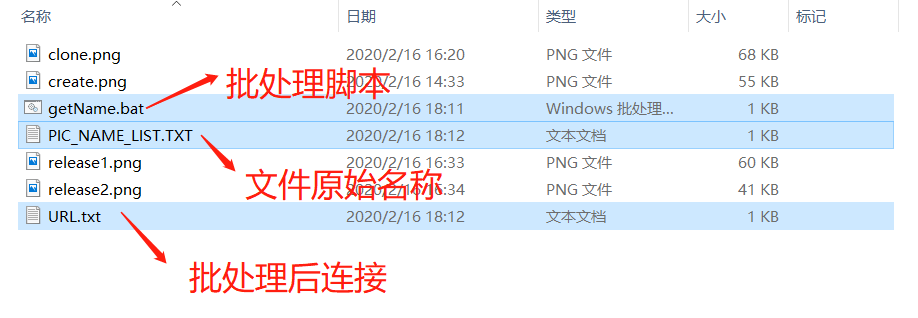 名称 日期 类型 大小 标记
clone.png 2020/2/16 16:20 PNG 文件 68 KB
create.png 2020/2/16 14:33 PNG 文件 55 KB
批处理脚本
getName.bat 2020/2/16 18:11 Windows 批处理... 1 KB
PIC_NAME_LIST.TXT 2020/2/16 18:12 文本文档 1 KB
release1.png 2020/2/16 16:33 PNG 文件 60 KB
文件原始名称
release2.png 2020/2/16 16:34 PNG 文件 41 KB
URL.txt 2020/2/16 18:12 文本文档 1 KB
批处理后连接